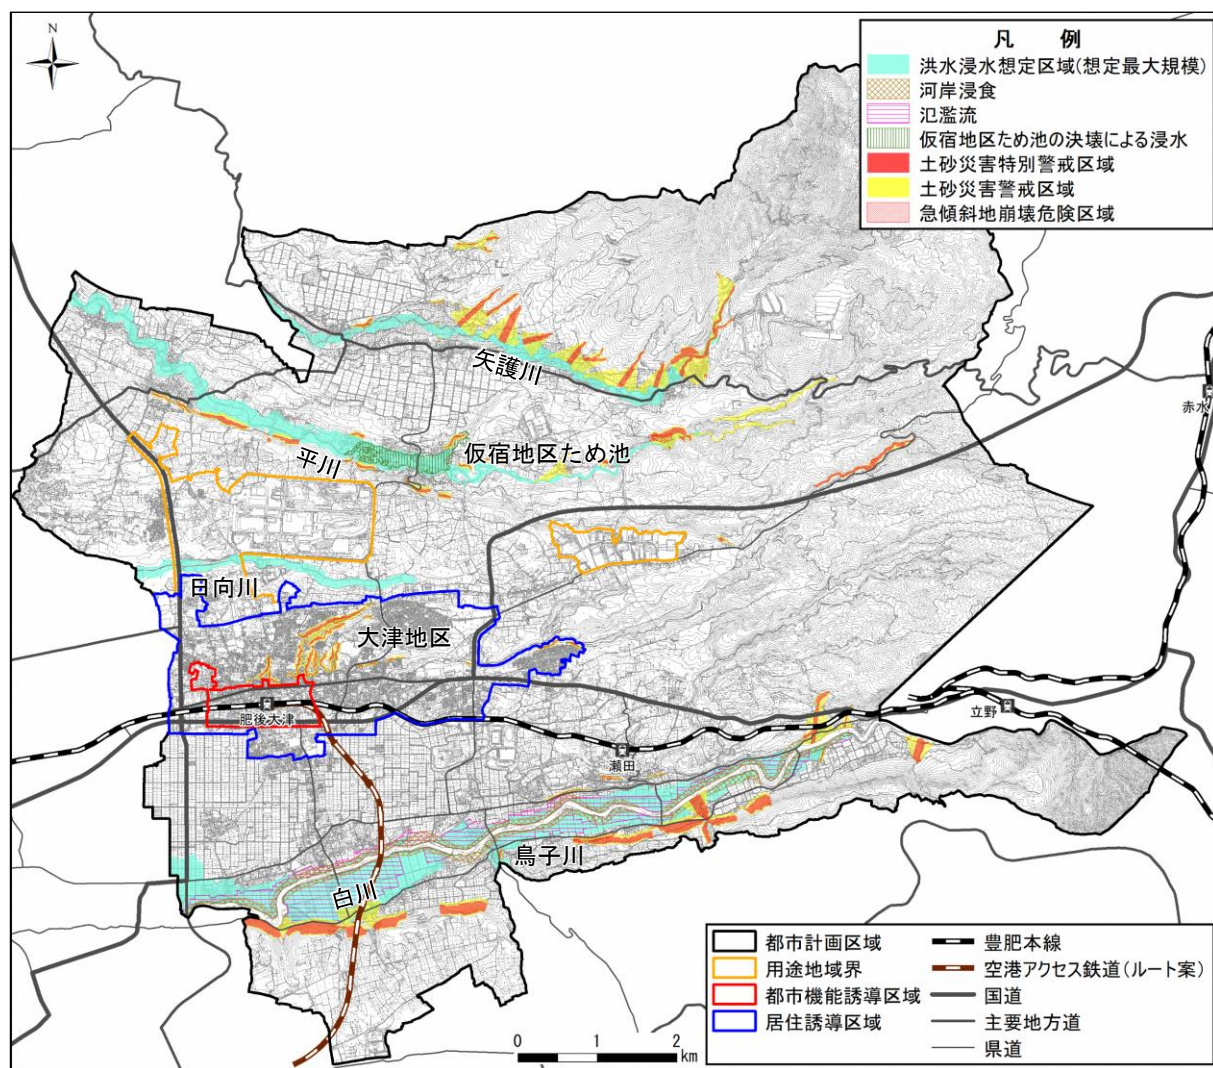 N
凡 例
洪水浸水想定区域(想定最大規模)
河岸浸食
氾濫流
仮宿地区ため池の決壊による浸水
土砂災害特別警戒区域
土砂災害警戒区域
急傾斜地崩壊危険区域
矢護川
赤水
平川
仮宿地区ため池
日向川
大津地区
肥後大津
立野
瀬田
鳥子川
白川
都市計画区域
用途地域界
都市機能誘導区域
居住誘導区域
豊肥本線
空港アクセス鉄道(ルート案)
国道
主要地方道
県道
0 1 2
km